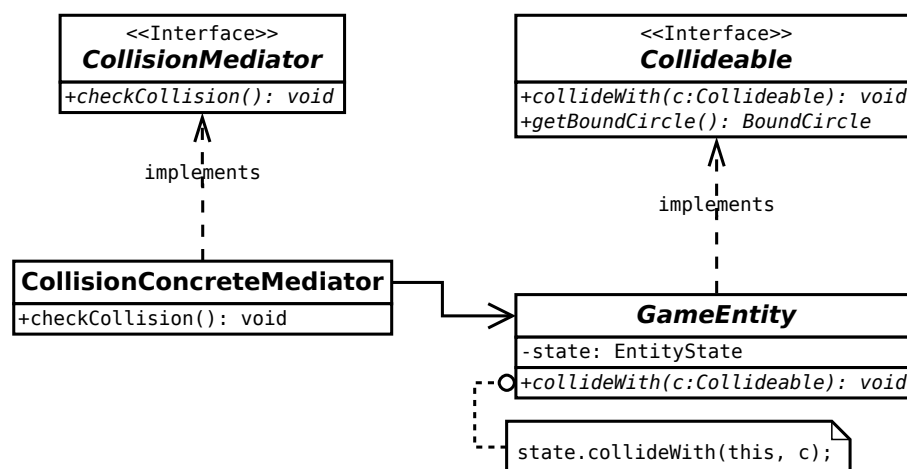 <<Interface>>
CollisionMediator
+checkCollision(): void
<<Interface>>
Collideable
+collideWith(c:Collideable): void
+getBoundCircle(): BoundCircle
implements
implements
CollisionConcreteMediator
+checkCollision(): void
GameEntity
-state: EntityState
+collideWith(c:Collideable): void
state.collideWith(this, c);